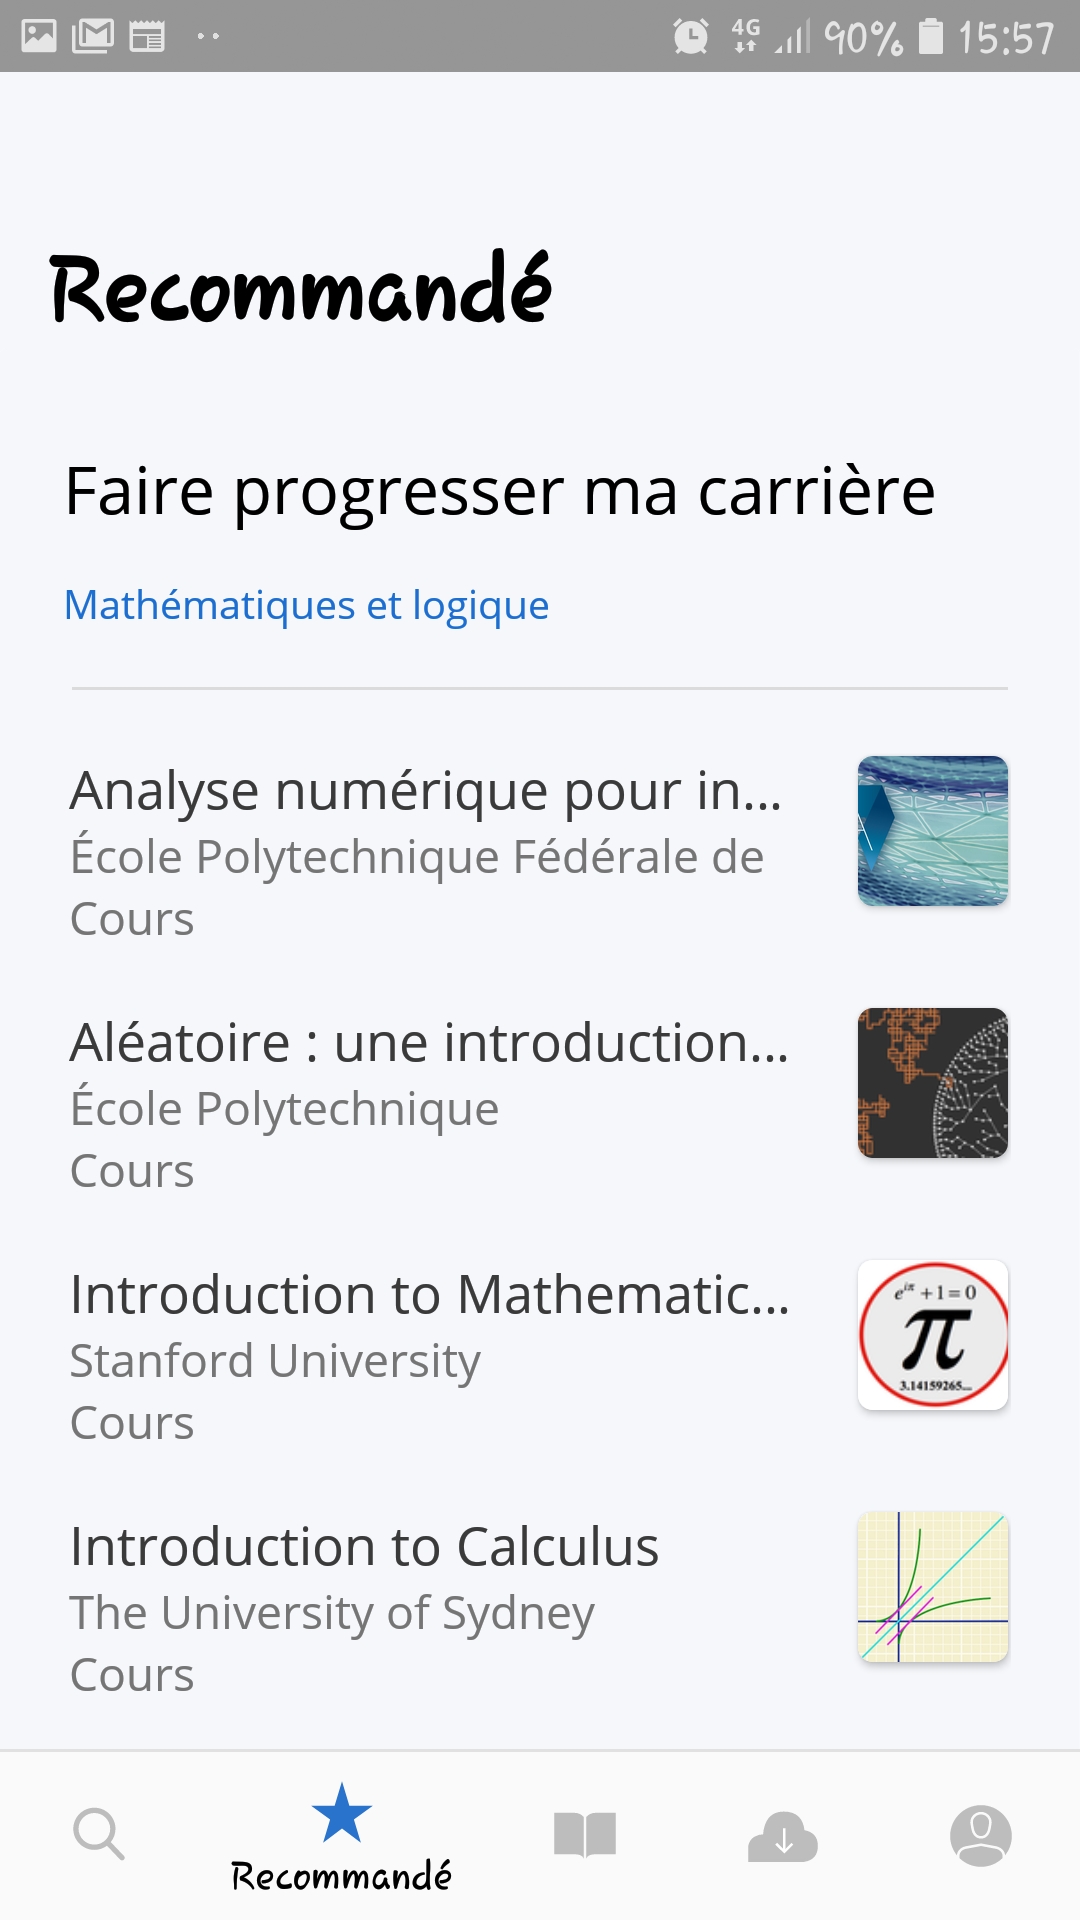 4G 90% 15:57
Recommandé
Faire progresser ma carrière
Mathématiques et logique
Analyse numérique pour in...
École Polytechnique Fédérale de
Cours
Aléatoire : une introduction...
École Polytechnique
Cours
Introduction to Mathematic...
Stanford University
Cours
e^{iπ} + 1 = 0
π
3.14159265...
Introduction to Calculus
The University of Sydney
Cours
Recommandé